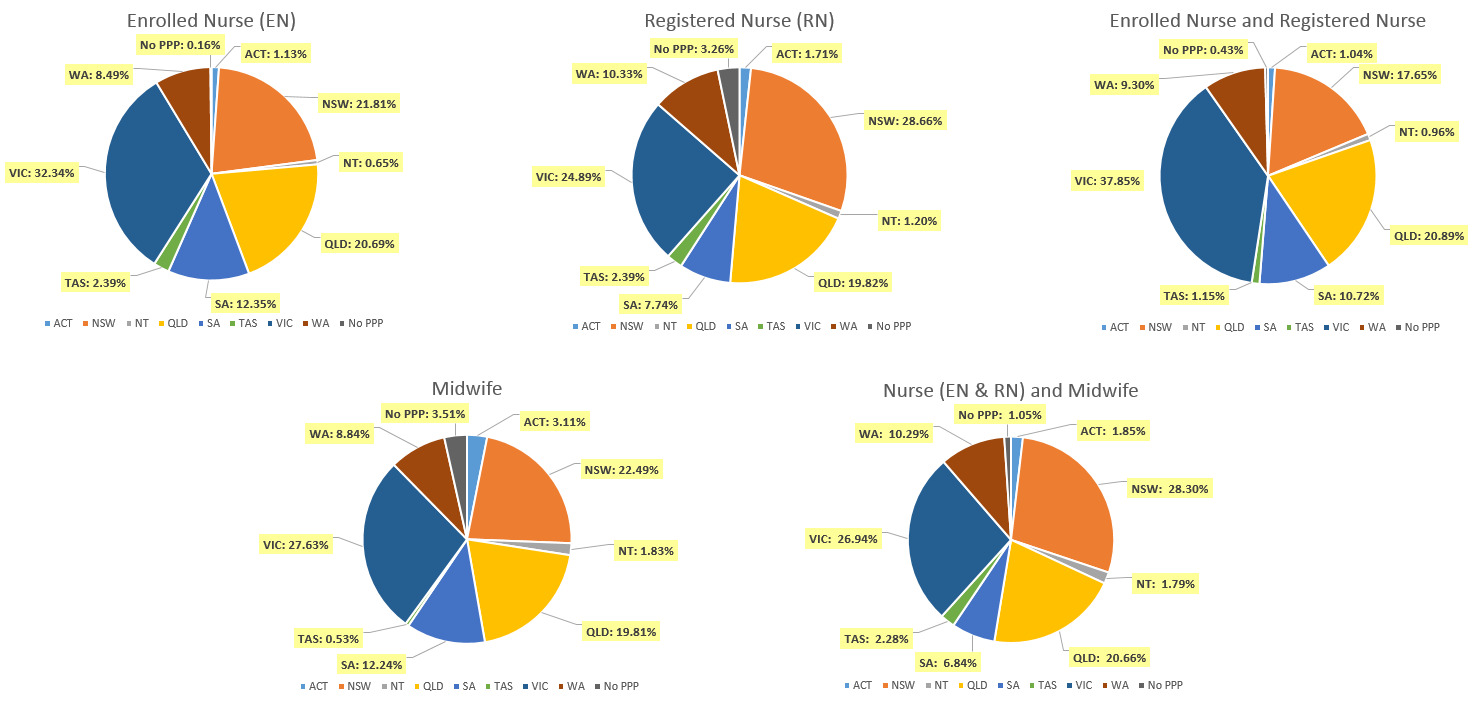 Enrolled Nurse (EN)
No PPP: 0.16%
ACT: 1.13%
WA: 8.49%
NSW: 21.81%
NT: 0.65%
VIC: 32.34%
QLD: 20.69%
TAS: 2.39%
SA: 12.35%
ACT NSW NT QLD SA TAS VIC WA No PPP
Registered Nurse (RN)
No PPP: 3.26%
ACT: 1.71%
WA: 10.33%
NSW: 28.66%
VIC: 24.89%
NT: 1.20%
TAS: 2.39%
QLD: 19.82%
SA: 7.74%
ACT NSW NT QLD SA TAS VIC WA No PPP
Enrolled Nurse and Registered Nurse
No PPP: 0.43%
ACT: 1.04%
NSW: 17.65%
WA: 9.30%
NT: 0.96%
VIC: 37.85%
QLD: 20.89%
TAS: 1.15%
SA: 10.72%
ACT NSW NT QLD SA TAS VIC WA No PPP
Midwife
No PPP: 3.51%
ACT: 3.11%
WA: 8.84%
NSW: 22.49%
VIC: 27.63%
NT: 1.83%
QLD: 19.81%
TAS: 0.53%
SA: 12.24%
ACT NSW NT QLD SA TAS VIC WA No PPP
Nurse (EN & RN) and Midwife
No PPP: 1.05%
ACT: 1.85%
WA: 10.29%
NSW: 28.30%
VIC: 26.94%
NT: 1.79%
TAS: 2.28%
QLD: 20.66%
SA: 6.84%
ACT NSW NT QLD SA TAS VIC WA No PPP